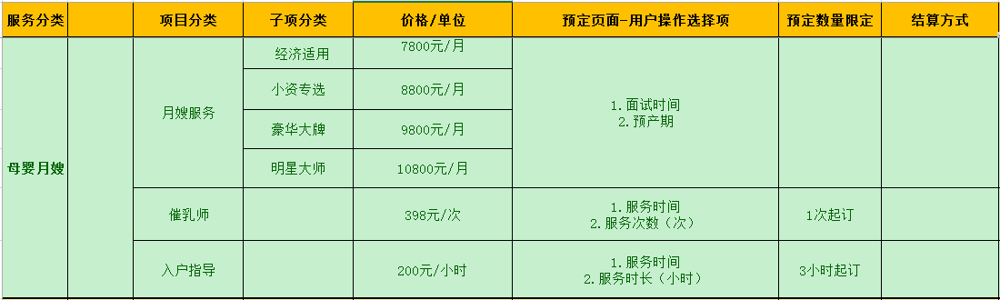 服务分类 项目分类 子项分类 价格/单位 预定页面-用户操作选择项 预定数量限定 结算方式
母婴月嫂
月嫂服务
经济适用 7800元/月
小资专选 8800元/月
豪华大牌 9800元/月
明星大师 10800元/月
1.面试时间
2.预产期
催乳师 398元/次
1.服务时间
2.服务次数（次）
1次起订
入户指导 200元/小时
1.服务时间
2.服务时长（小时）
3小时起订